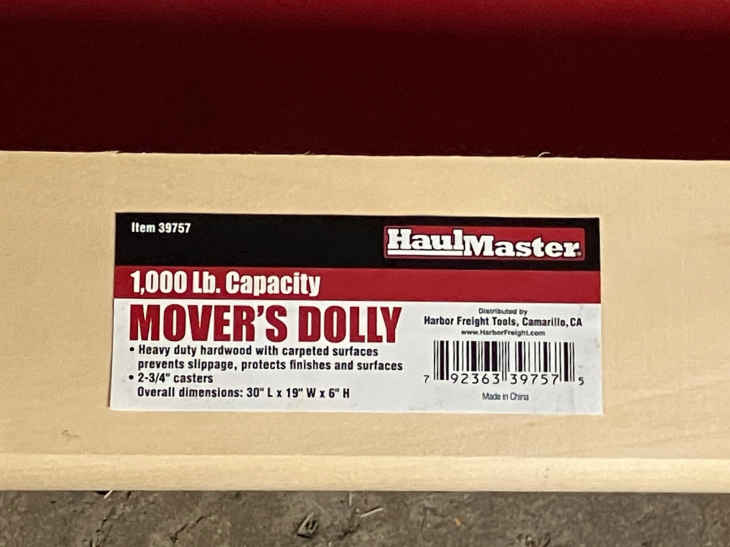 Item 39757
HaulMaster
1,000 Lb. Capacity
MOVER'S DOLLY
• Heavy duty hardwood with carpeted surfaces
prevents slippage, protects finishes and surfaces
• 2-3/4" casters
Overall dimensions: 30" L x 19" W x 6" H
Distributed by
Harbor Freight Tools, Camarillo, CA
www.HarborFreight.com
7 92363 39757 5
Made in China